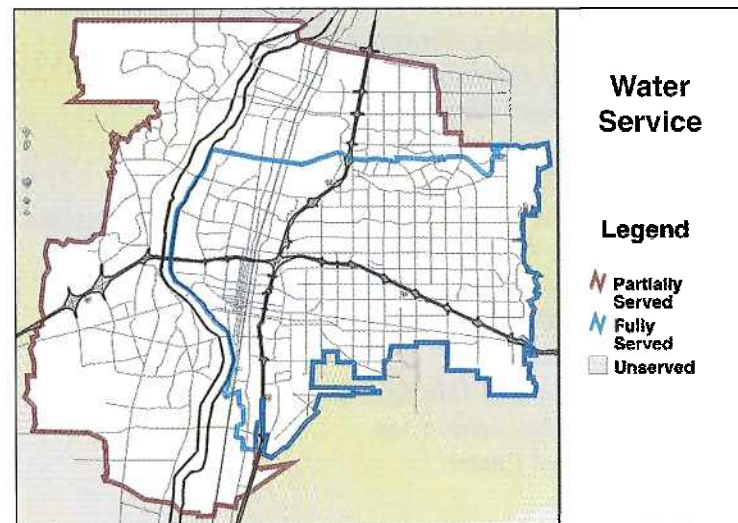 Water
Service
Legend
Partially
Served
Fully
Served
Unserved